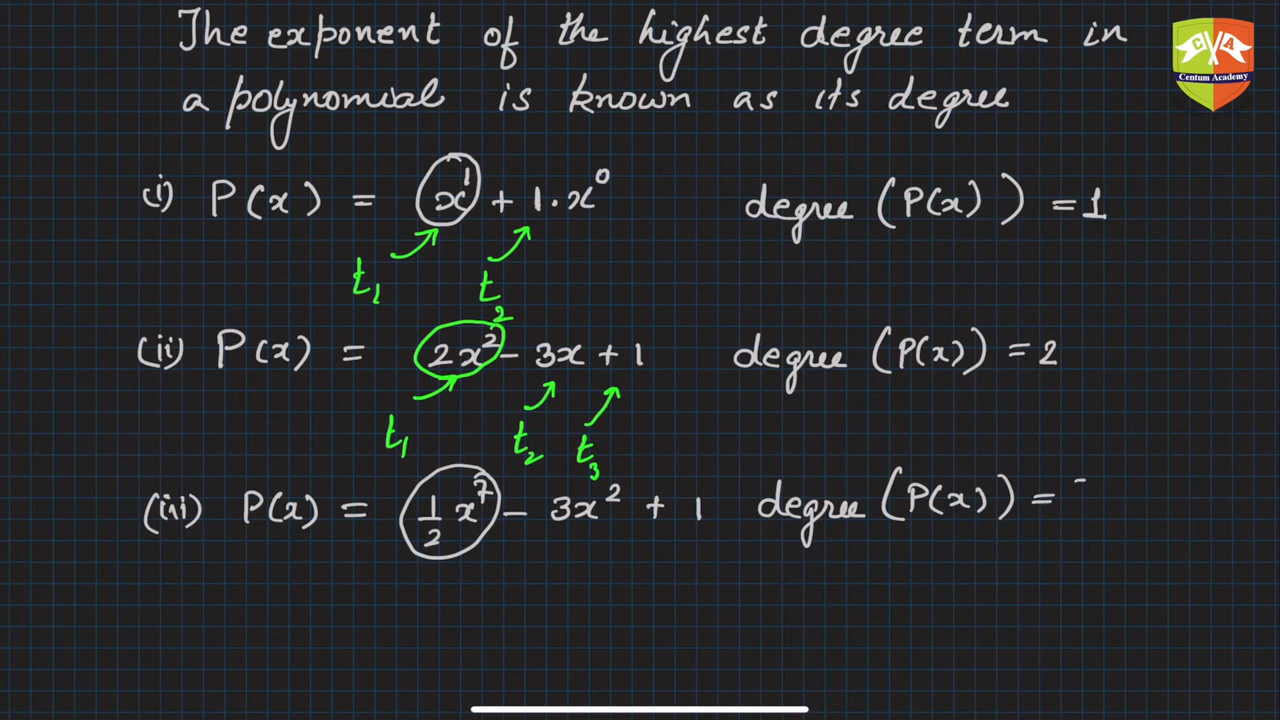 The exponent of the highest degree term in
a polynomial is known as its degree
CA
Centum Academy
(i) P(x) = x¹ + 1·x⁰ degree (P(x)) = 1
t₁ t₂
(ii) P(x) = 2x² - 3x + 1 degree (P(x)) = 2
t₁ t₂ t₃
(iii) P(x) = 1/2 x⁷ - 3x² + 1 degree (P(x)) =